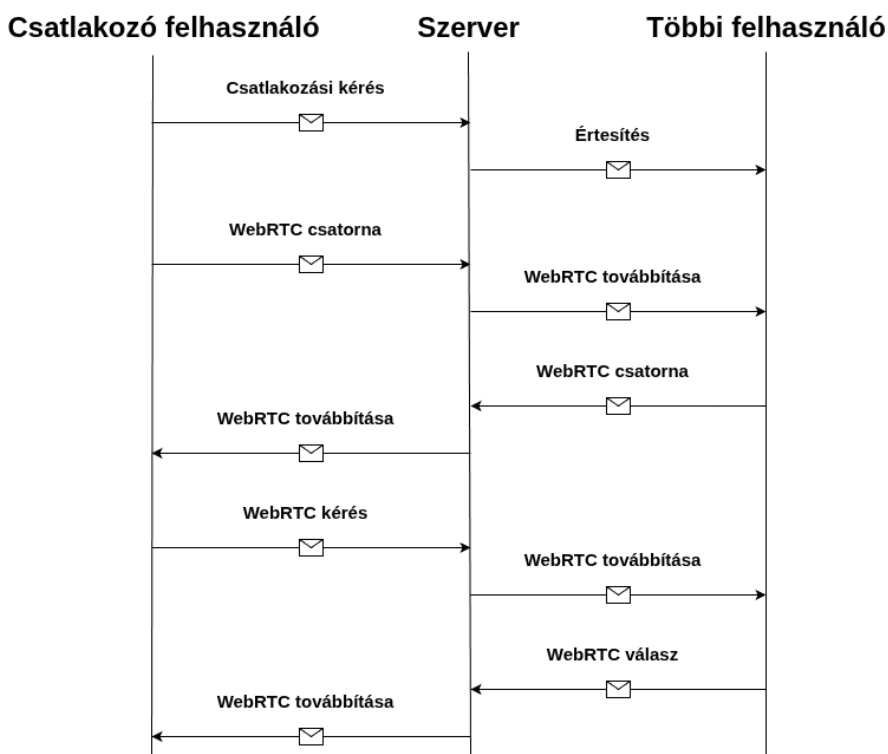 Csatlakozó felhasználó
Szerver
Többi felhasználó
Csatlakozási kérés
Értesítés
WebRTC csatorna
WebRTC továbbítása
WebRTC csatorna
WebRTC továbbítása
WebRTC kérés
WebRTC továbbítása
WebRTC válasz
WebRTC továbbítása